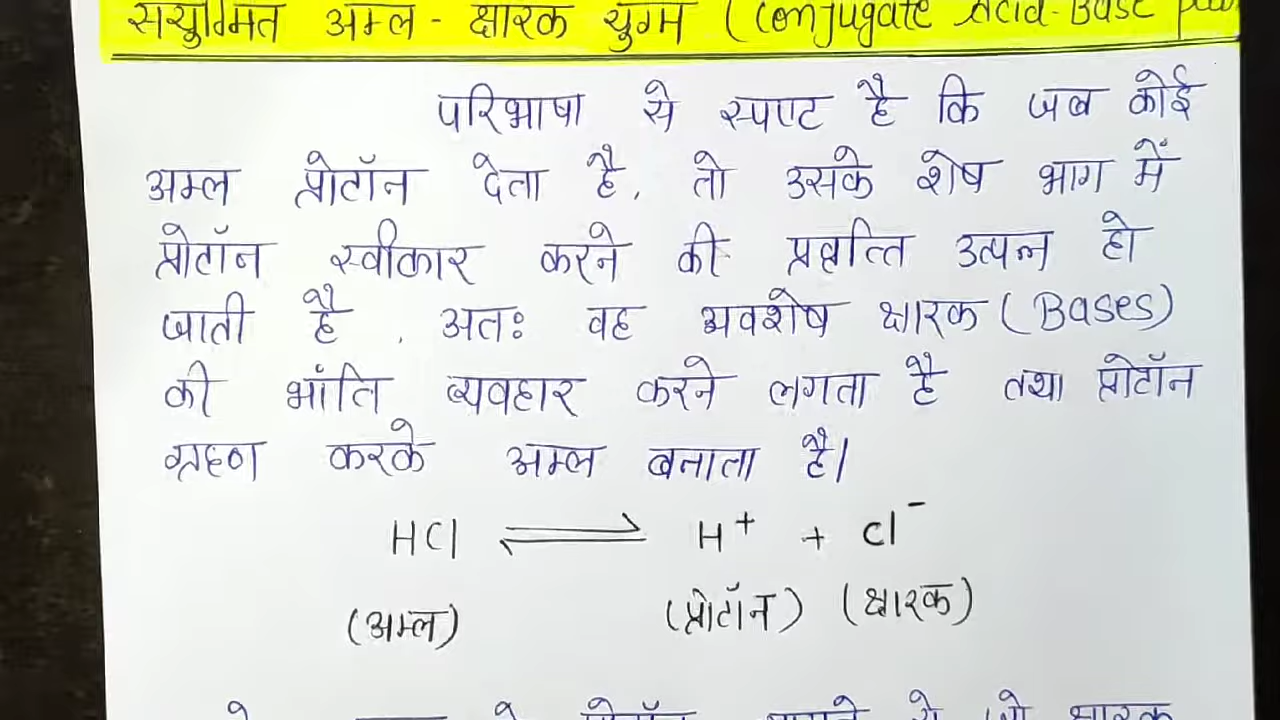 संयुग्मित अम्ल - क्षारक युग्म (Conjugate Acid-Base
परिभाषा से स्पष्ट है कि जब कोई
अम्ल प्रोटॉन देता है, तो उसके शेष भाग में
प्रोटॉन स्वीकार करने की प्रवृत्ति उत्पन्न हो
जाती है, अतः वह अवशेष क्षारक (Bases)
की भांति व्यवहार करने लगता है तथा प्रोटॉन
ग्रहण करके अम्ल बनाता है।
HCl ⇌ H⁺ + Cl⁻
(अम्ल) (प्रोटॉन) (क्षारक)